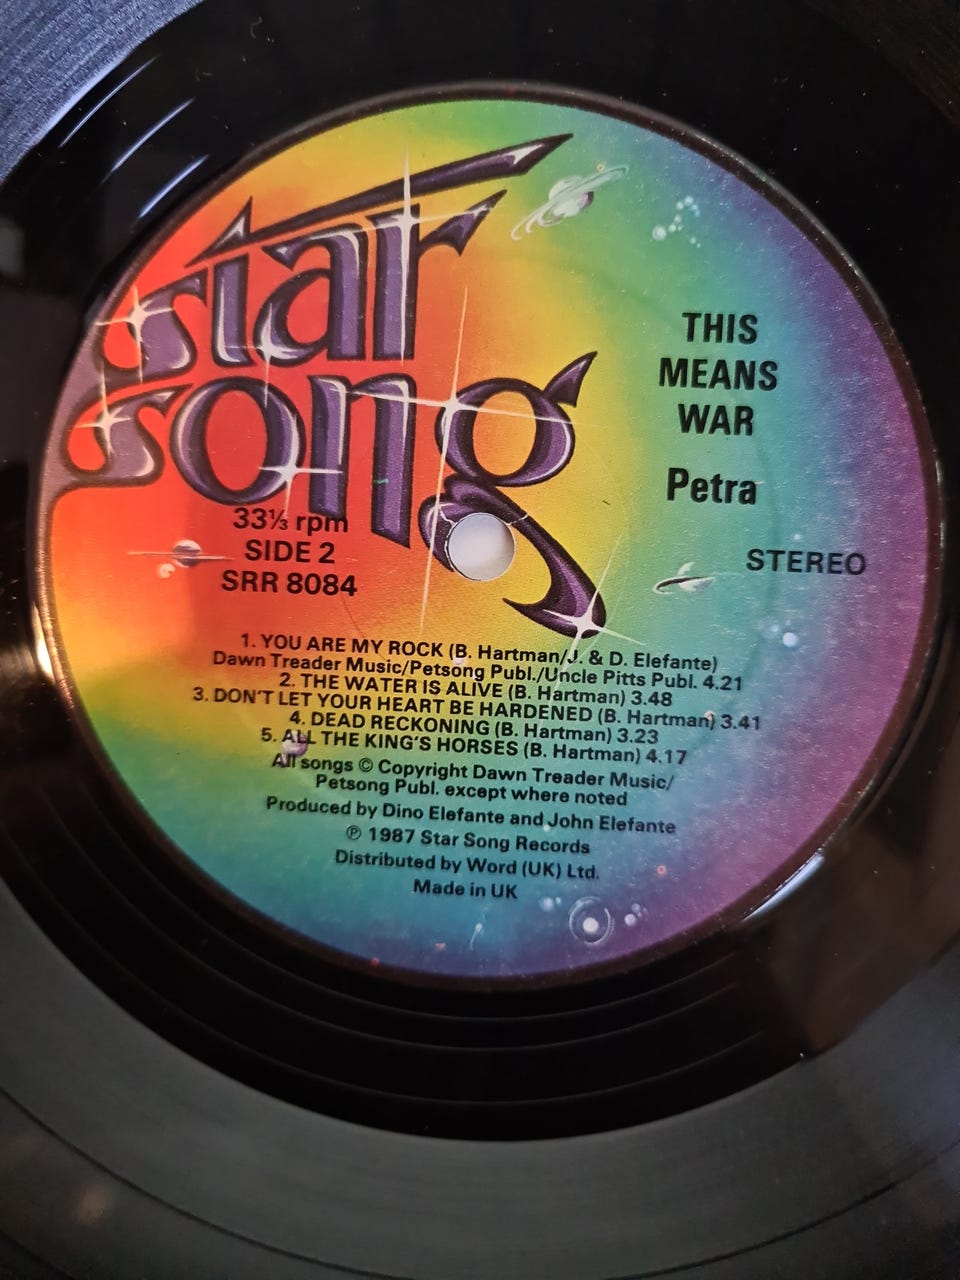 star
song
THIS
MEANS
WAR
Petra
33⅓ rpm
SIDE 2
SRR 8084
STEREO
1. YOU ARE MY ROCK (B. Hartman/J. & D. Elefante)
Dawn Treader Music/Petsong Publ./Uncle Pitts Publ. 4.21
2. THE WATER IS ALIVE (B. Hartman) 3.48
3. DON'T LET YOUR HEART BE HARDENED (B. Hartman) 3.41
4. DEAD RECKONING (B. Hartman) 3.23
5. ALL THE KING'S HORSES (B. Hartman) 4.17
All songs © Copyright Dawn Treader Music/
Petsong Publ. except where noted
Produced by Dino Elefante and John Elefante
℗ 1987 Star Song Records
Distributed by Word (UK) Ltd.
Made in UK